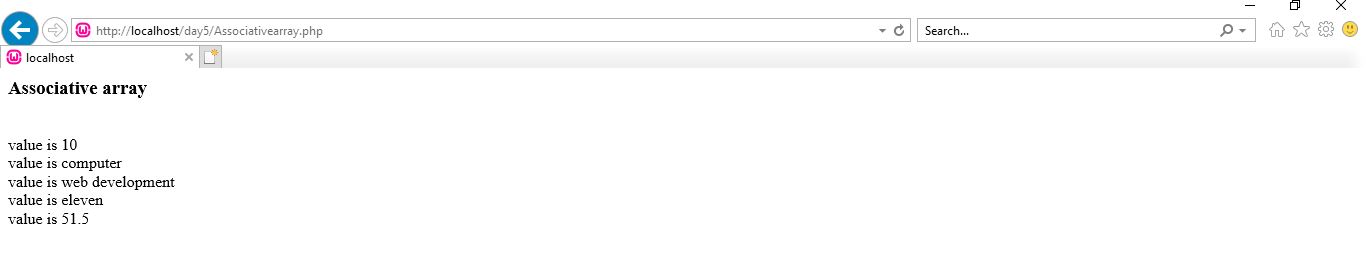 http://localhost/day5/Associativearray.php
Search...
localhost
Associative array
value is 10
value is computer
value is web development
value is eleven
value is 51.5